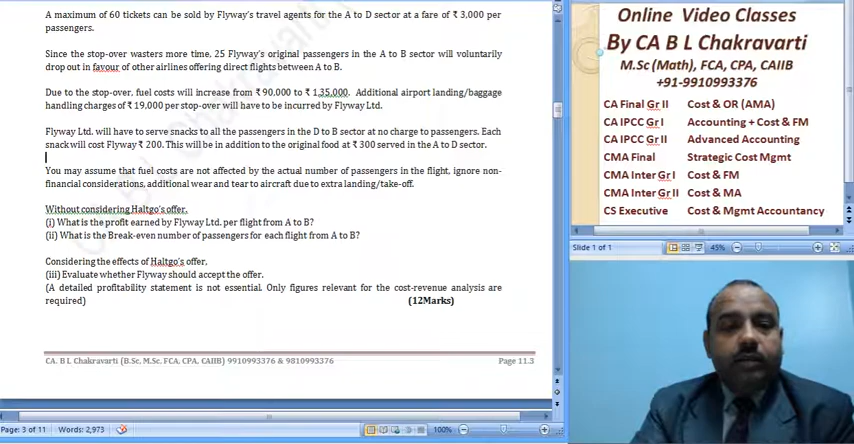 A maximum of 60 tickets can be sold by Flyway's travel agents for the A to D sector at a fare of ₹ 3,000 per
passengers.
Since the stop-over wasters more time, 25 Flyway's original passengers in the A to B sector will voluntarily
drop out in favour of other airlines offering direct flights between A to B.
Due to the stop-over, fuel costs will increase from ₹ 90,000 to ₹ 1,35,000. Additional airport landing/baggage
handling charges of ₹ 19,000 per stop-over will have to be incurred by Flyway Ltd.
Flyway Ltd. will have to serve snacks to all the passengers in the D to B sector at no charge to passengers. Each
snack will cost Flyway ₹ 200. This will be in addition to the original food at ₹ 300 served in the A to D sector.
You may assume that fuel costs are not affected by the actual number of passengers in the flight, ignore non-
financial considerations, additional wear and tear to aircraft due to extra landing/take-off.
Without considering Haltgo's offer.
(i) What is the profit earned by Flyway Ltd. per flight from A to B?
(ii) What is the Break-even number of passengers for each flight from A to B?
Considering the effects of Haltgo's offer,
(iii) Evaluate whether Flyway should accept the offer.
(A detailed profitability statement is not essential. Only figures relevant for the cost-revenue analysis are
required) (12Marks)
CA. B L Chakravarti (B.Sc. M.Sc. FCA, CPA, CAIIB) 9910993376 & 9810993376 Page 11.3
Page: 3 of 11 Words: 2,973 100%
Online Video Classes
By CA B L Chakravarti
M.Sc (Math), FCA, CPA, CAIIB
+91-9910993376
CA Final Gr II Cost & OR (AMA)
CA IPCC Gr I Accounting + Cost & FM
CA IPCC Gr II Advanced Accounting
CMA Final Strategic Cost Mgmt
CMA Inter Gr I Cost & FM
CMA Inter Gr II Cost & MA
CS Executive Cost & Mgmt Accountancy
Slide 1 of 1 45%